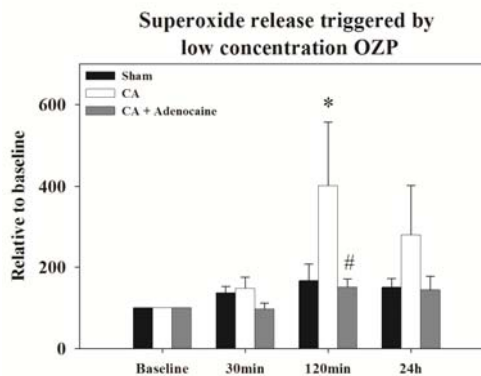 Superoxide release triggered by
low concentration OZP
Sham
CA
CA + Adenocaine
Relative to baseline
600
400
200
0
*
#
Baseline 30min 120min 24h